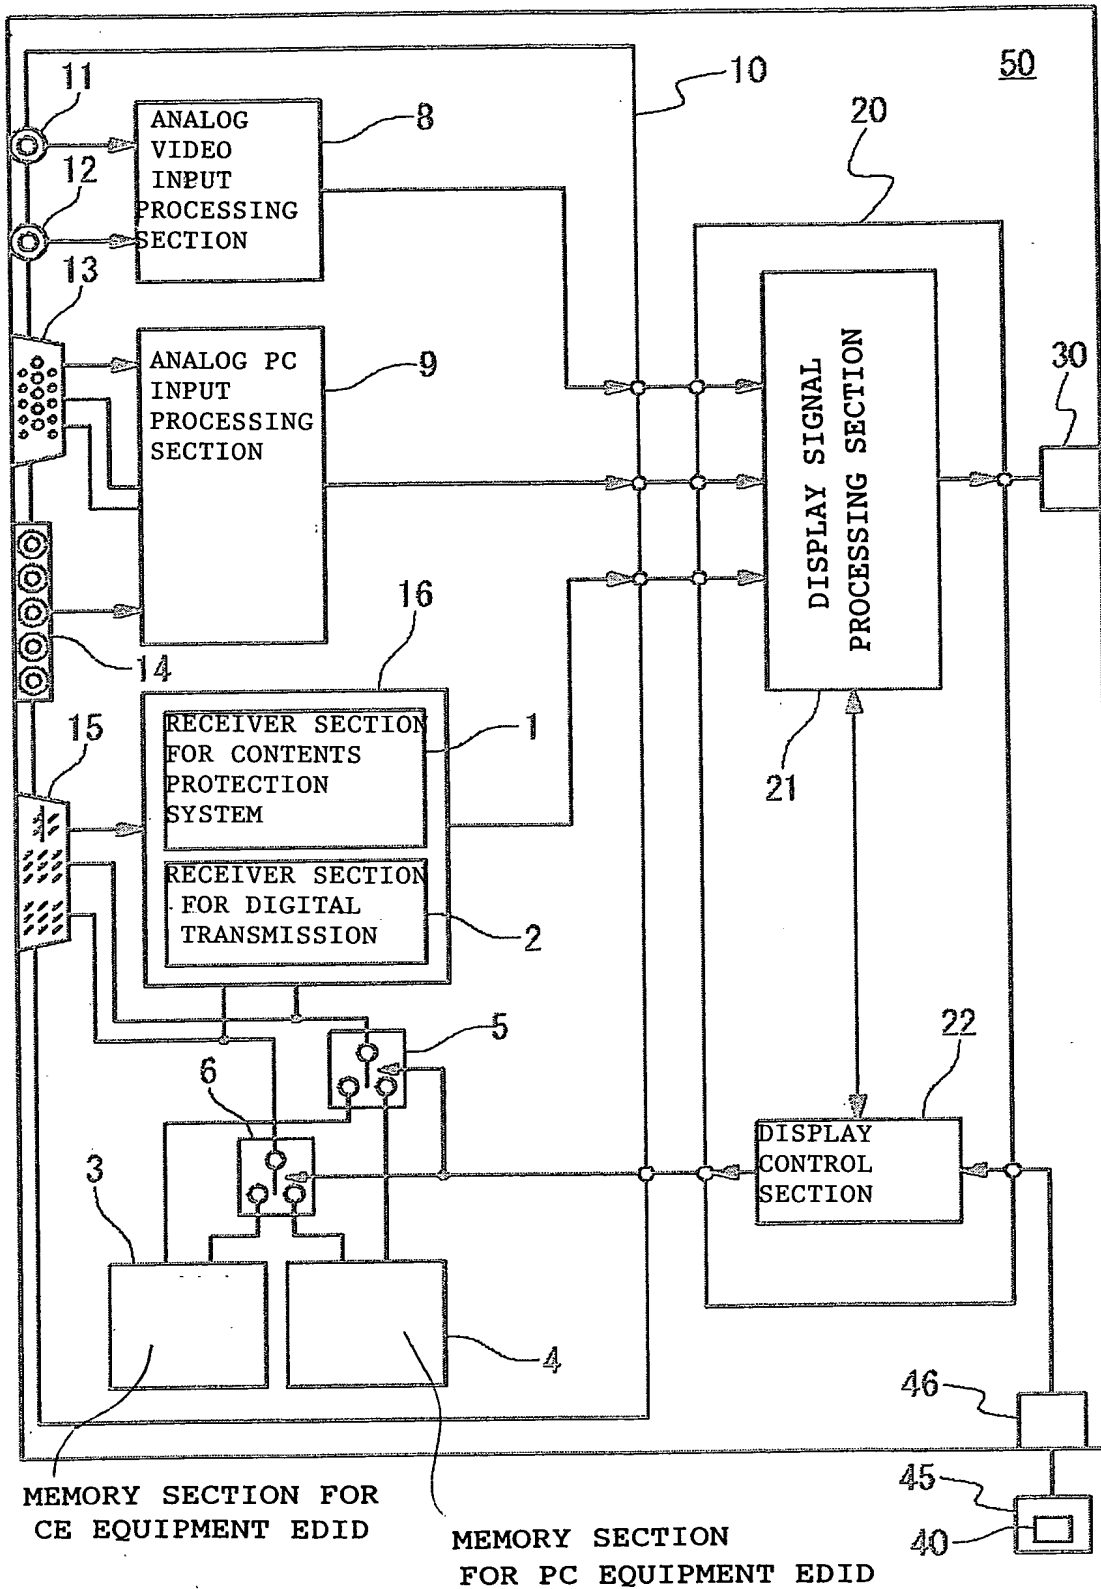 50
10
20
11
ANALOG
VIDEO
INPUT
PROCESSING
SECTION
8
12
13
ANALOG PC
INPUT
PROCESSING
SECTION
9
DISPLAY SIGNAL
PROCESSING SECTION
30
14
16
15
RECEIVER SECTION
FOR CONTENTS
PROTECTION
SYSTEM
1
21
RECEIVER SECTION
FOR DIGITAL
TRANSMISSION
2
5
6
22
DISPLAY
CONTROL
SECTION
3
4
46
45
40
MEMORY SECTION FOR
CE EQUIPMENT EDID
MEMORY SECTION
FOR PC EQUIPMENT EDID